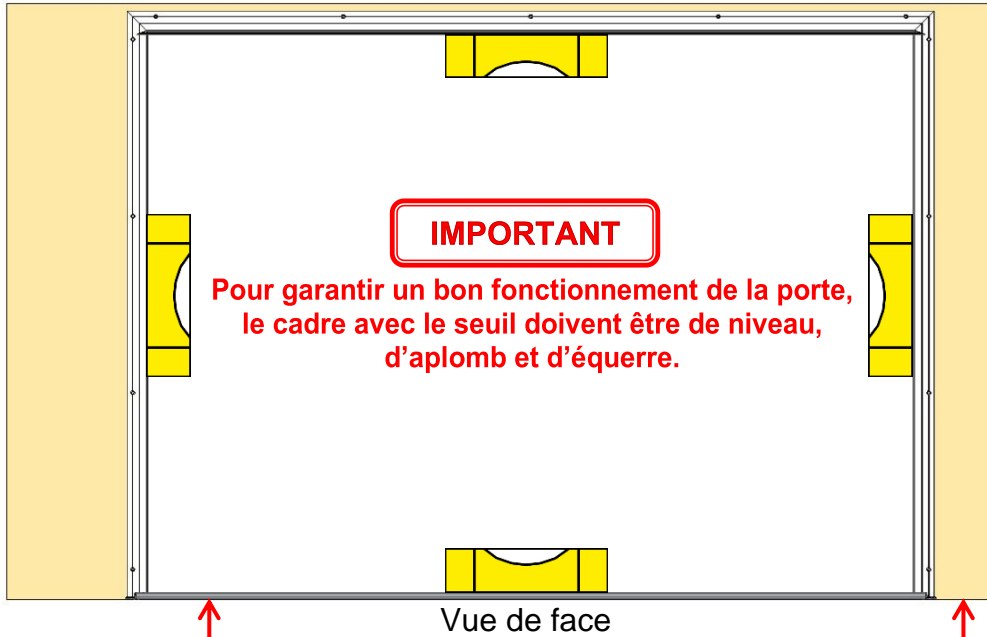 IMPORTANT
Pour garantir un bon fonctionnement de la porte,
le cadre avec le seuil doivent être de niveau,
d’aplomb et d’équerre.
Vue de face